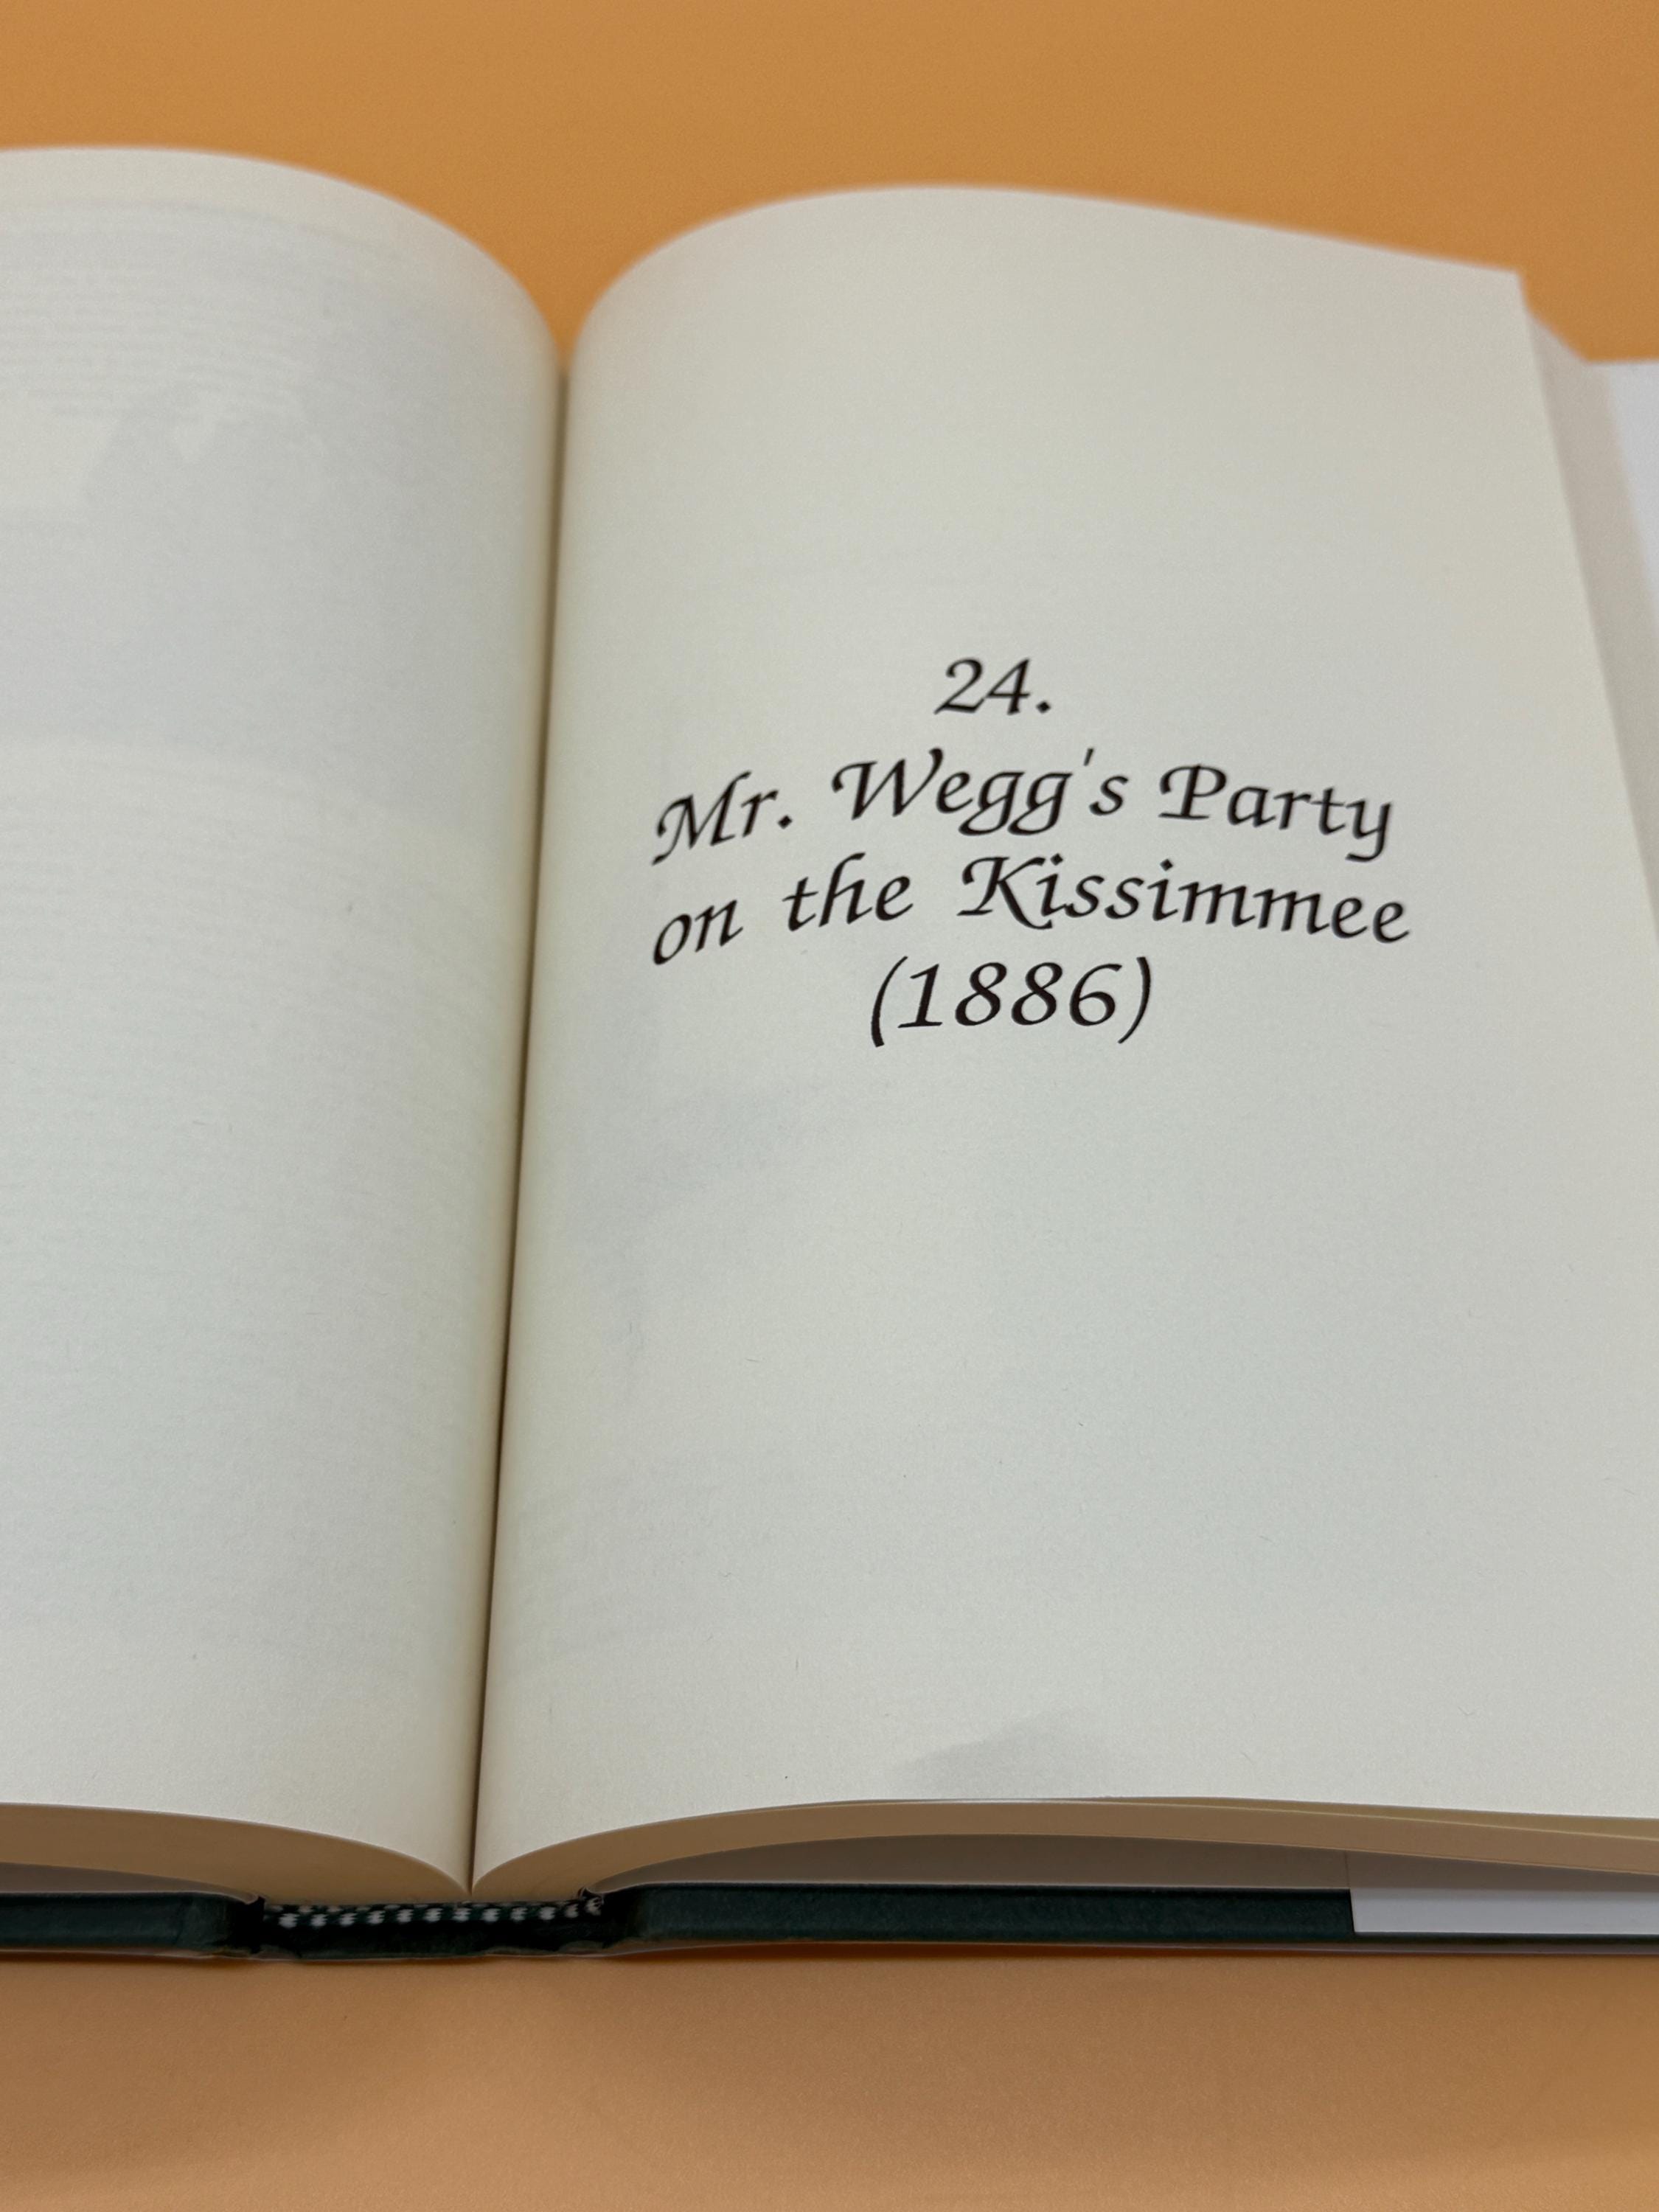 24.
Mr. Wegg's Party
on the Kissimmee
(1886)